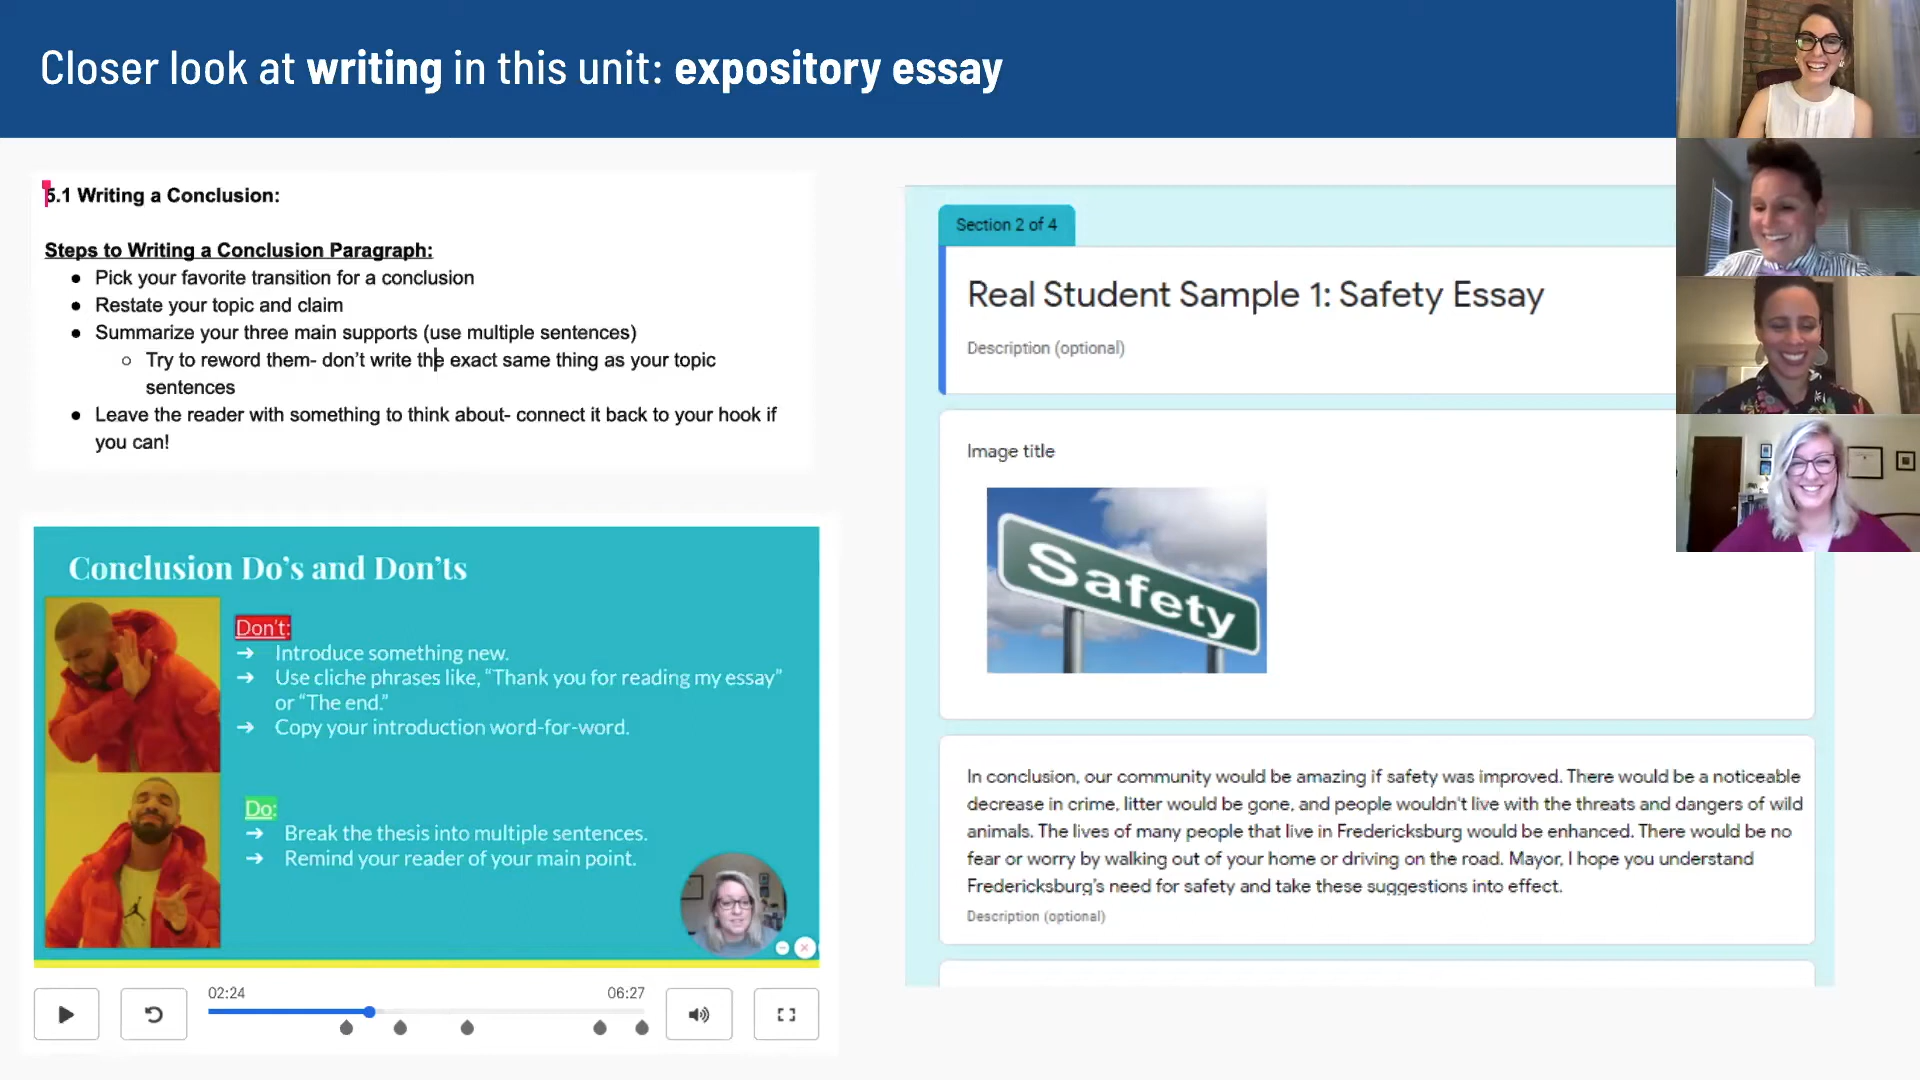 Closer look at writing in this unit: expository essay
5.1 Writing a Conclusion:
Steps to Writing a Conclusion Paragraph:
● Pick your favorite transition for a conclusion
● Restate your topic and claim
● Summarize your three main supports (use multiple sentences)
○ Try to reword them- don’t write the exact same thing as your topic
sentences
● Leave the reader with something to think about- connect it back to your hook if
you can!
Conclusion Do’s and Don’ts
Don’t:
➔ Introduce something new.
➔ Use cliche phrases like, “Thank you for reading my essay”
or “The end.”
➔ Copy your introduction word-for-word.
Do:
➔ Break the thesis into multiple sentences.
➔ Remind your reader of your main point.
02:24
06:27
Section 2 of 4
Real Student Sample 1: Safety Essay
Description (optional)
Image title
Safety
In conclusion, our community would be amazing if safety was improved. There would be a noticeable
decrease in crime, litter would be gone, and people wouldn't live with the threats and dangers of wild
animals. The lives of many people that live in Fredericksburg would be enhanced. There would be no
fear or worry by walking out of your home or driving on the road. Mayor, I hope you understand
Fredericksburg's need for safety and take these suggestions into effect.
Description (optional)